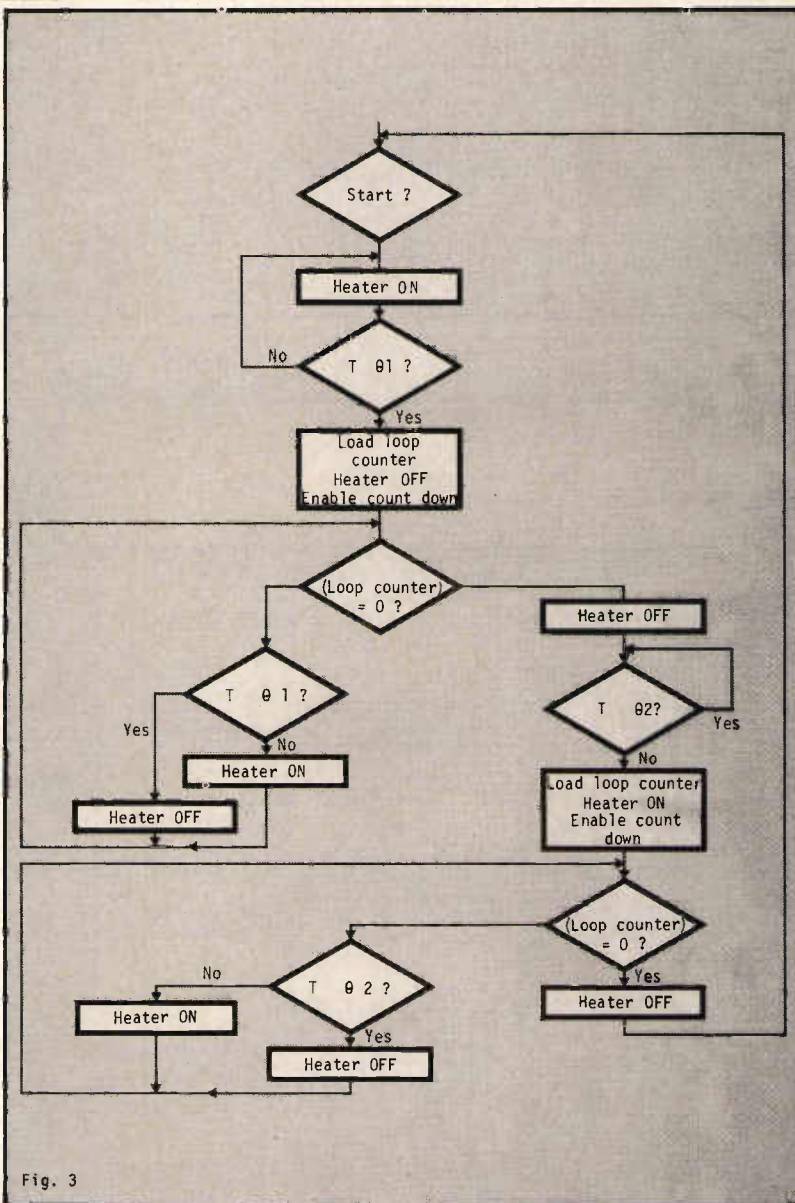 Start ?
Heater ON
No
T θ1 ?
Yes
Load loop
counter
Heater OFF
Enable count down
(Loop counter)
= 0 ?
Heater OFF
T θ 1 ?
Yes
No
Heater ON
Heater OFF
T θ2?
Yes
No
Load loop counter
Heater ON
Enable count
down
(Loop counter)
= 0 ?
Yes
Heater OFF
T θ 2 ?
No
Heater ON
Yes
Heater OFF
Fig. 3